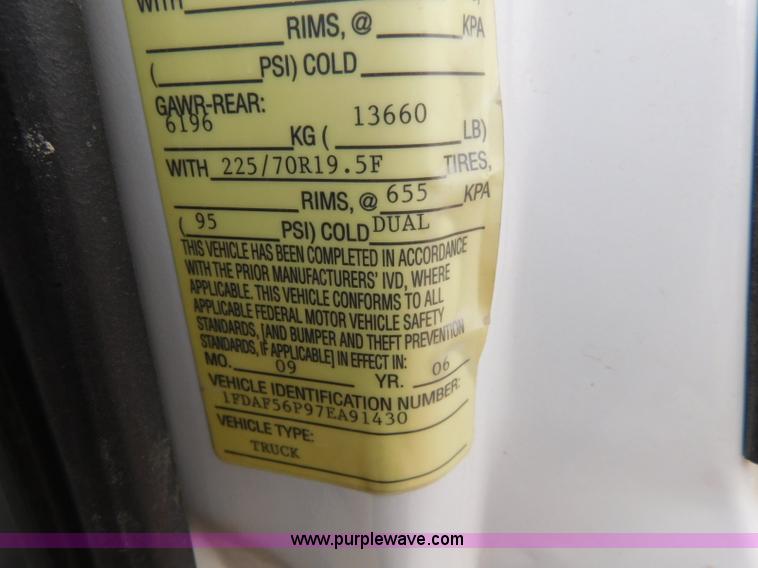 WITH
RIMS, @ KPA
( PSI) COLD
GAWR-REAR:
6196 KG ( 13660 LB)
WITH 225/70R19.5F TIRES,
RIMS, @ 655 KPA
( 95 PSI) COLD DUAL
THIS VEHICLE HAS BEEN COMPLETED IN ACCORDANCE
WITH THE PRIOR MANUFACTURERS' IVD, WHERE
APPLICABLE. THIS VEHICLE CONFORMS TO ALL
APPLICABLE FEDERAL MOTOR VEHICLE SAFETY
STANDARDS, [AND BUMPER AND THEFT PREVENTION
STANDARDS, IF APPLICABLE] IN EFFECT IN:
MO. 09 YR. 06
VEHICLE IDENTIFICATION NUMBER:
1FDAF56P97EA91430
VEHICLE TYPE:
TRUCK
www.purplewave.com